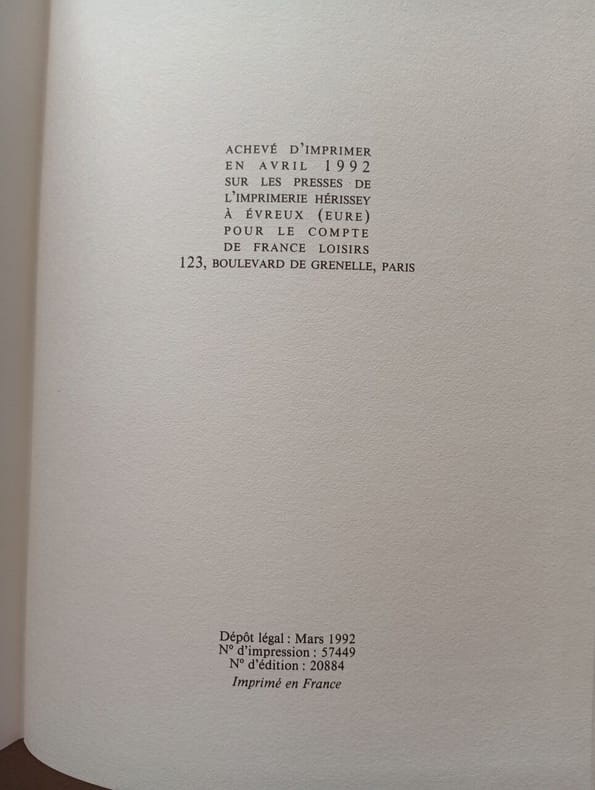 ACHEVÉ D'IMPRIMER
EN AVRIL 1992
SUR LES PRESSES DE
L'IMPRIMERIE HÉRISSEY
À ÉVREUX (EURE)
POUR LE COMPTE
DE FRANCE LOISIRS
123, BOULEVARD DE GRENELLE, PARIS
Dépôt légal : Mars 1992
N° d'impression : 57449
N° d'édition : 20884
Imprimé en France